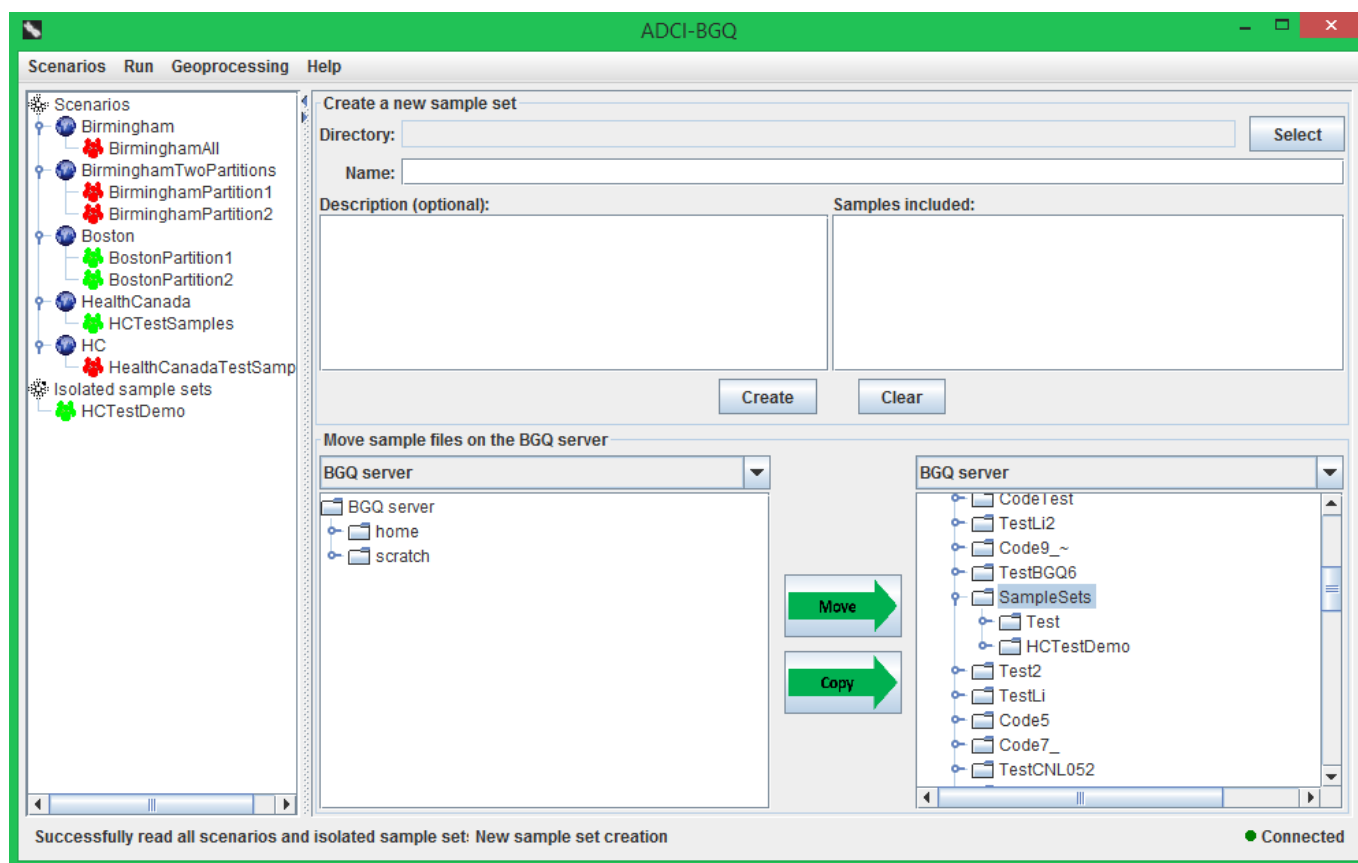 ADCI-BGQ
Scenarios Run Geoprocessing Help
Scenarios
Birmingham
BirminghamAll
BirminghamTwoPartitions
BirminghamPartition1
BirminghamPartition2
Boston
BostonPartition1
BostonPartition2
HealthCanada
HCTestSamples
HC
HealthCanadaTestSamp
Isolated sample sets
HCTestDemo
Create a new sample set
Directory:
Select
Name:
Description (optional):
Samples included:
Create
Clear
Move sample files on the BGQ server
BGQ server
BGQ server
home
scratch
Move
Copy
BGQ server
CodeTest
TestLi2
Code9_~
TestBGQ6
SampleSets
Test
HCTestDemo
Test2
TestLi
Code5
Code7_
TestCNL052
Successfully read all scenarios and isolated sample set: New sample set creation
Connected